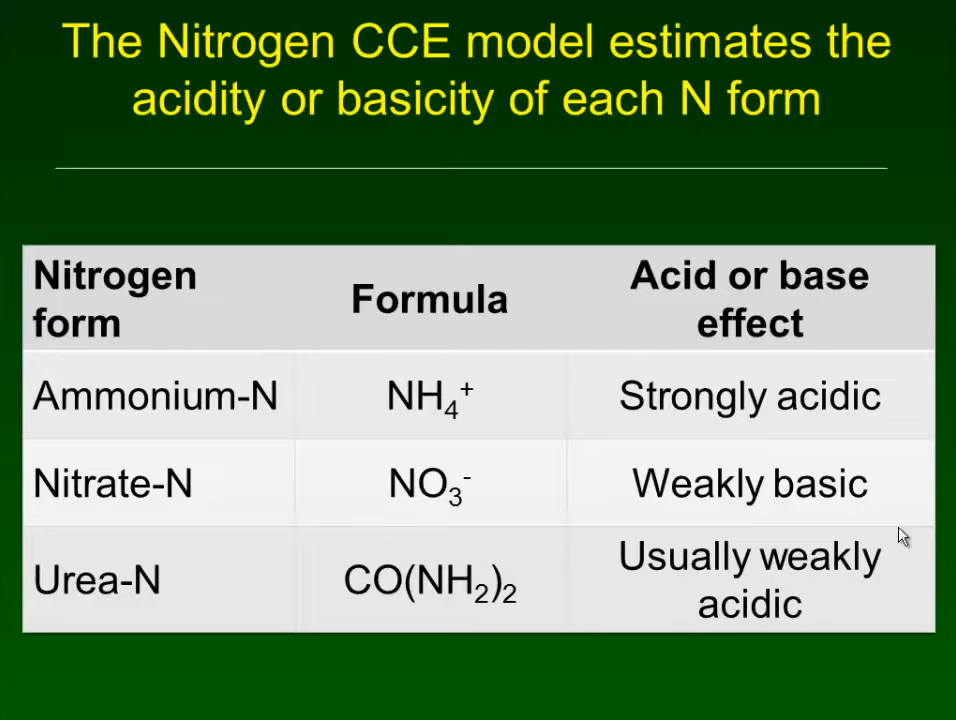 The Nitrogen CCE model estimates the
acidity or basicity of each N form
Nitrogen
form
Formula
Acid or base
effect
Ammonium-N
NH₄⁺
Strongly acidic
Nitrate-N
NO₃⁻
Weakly basic
Urea-N
CO(NH₂)₂
Usually weakly
acidic